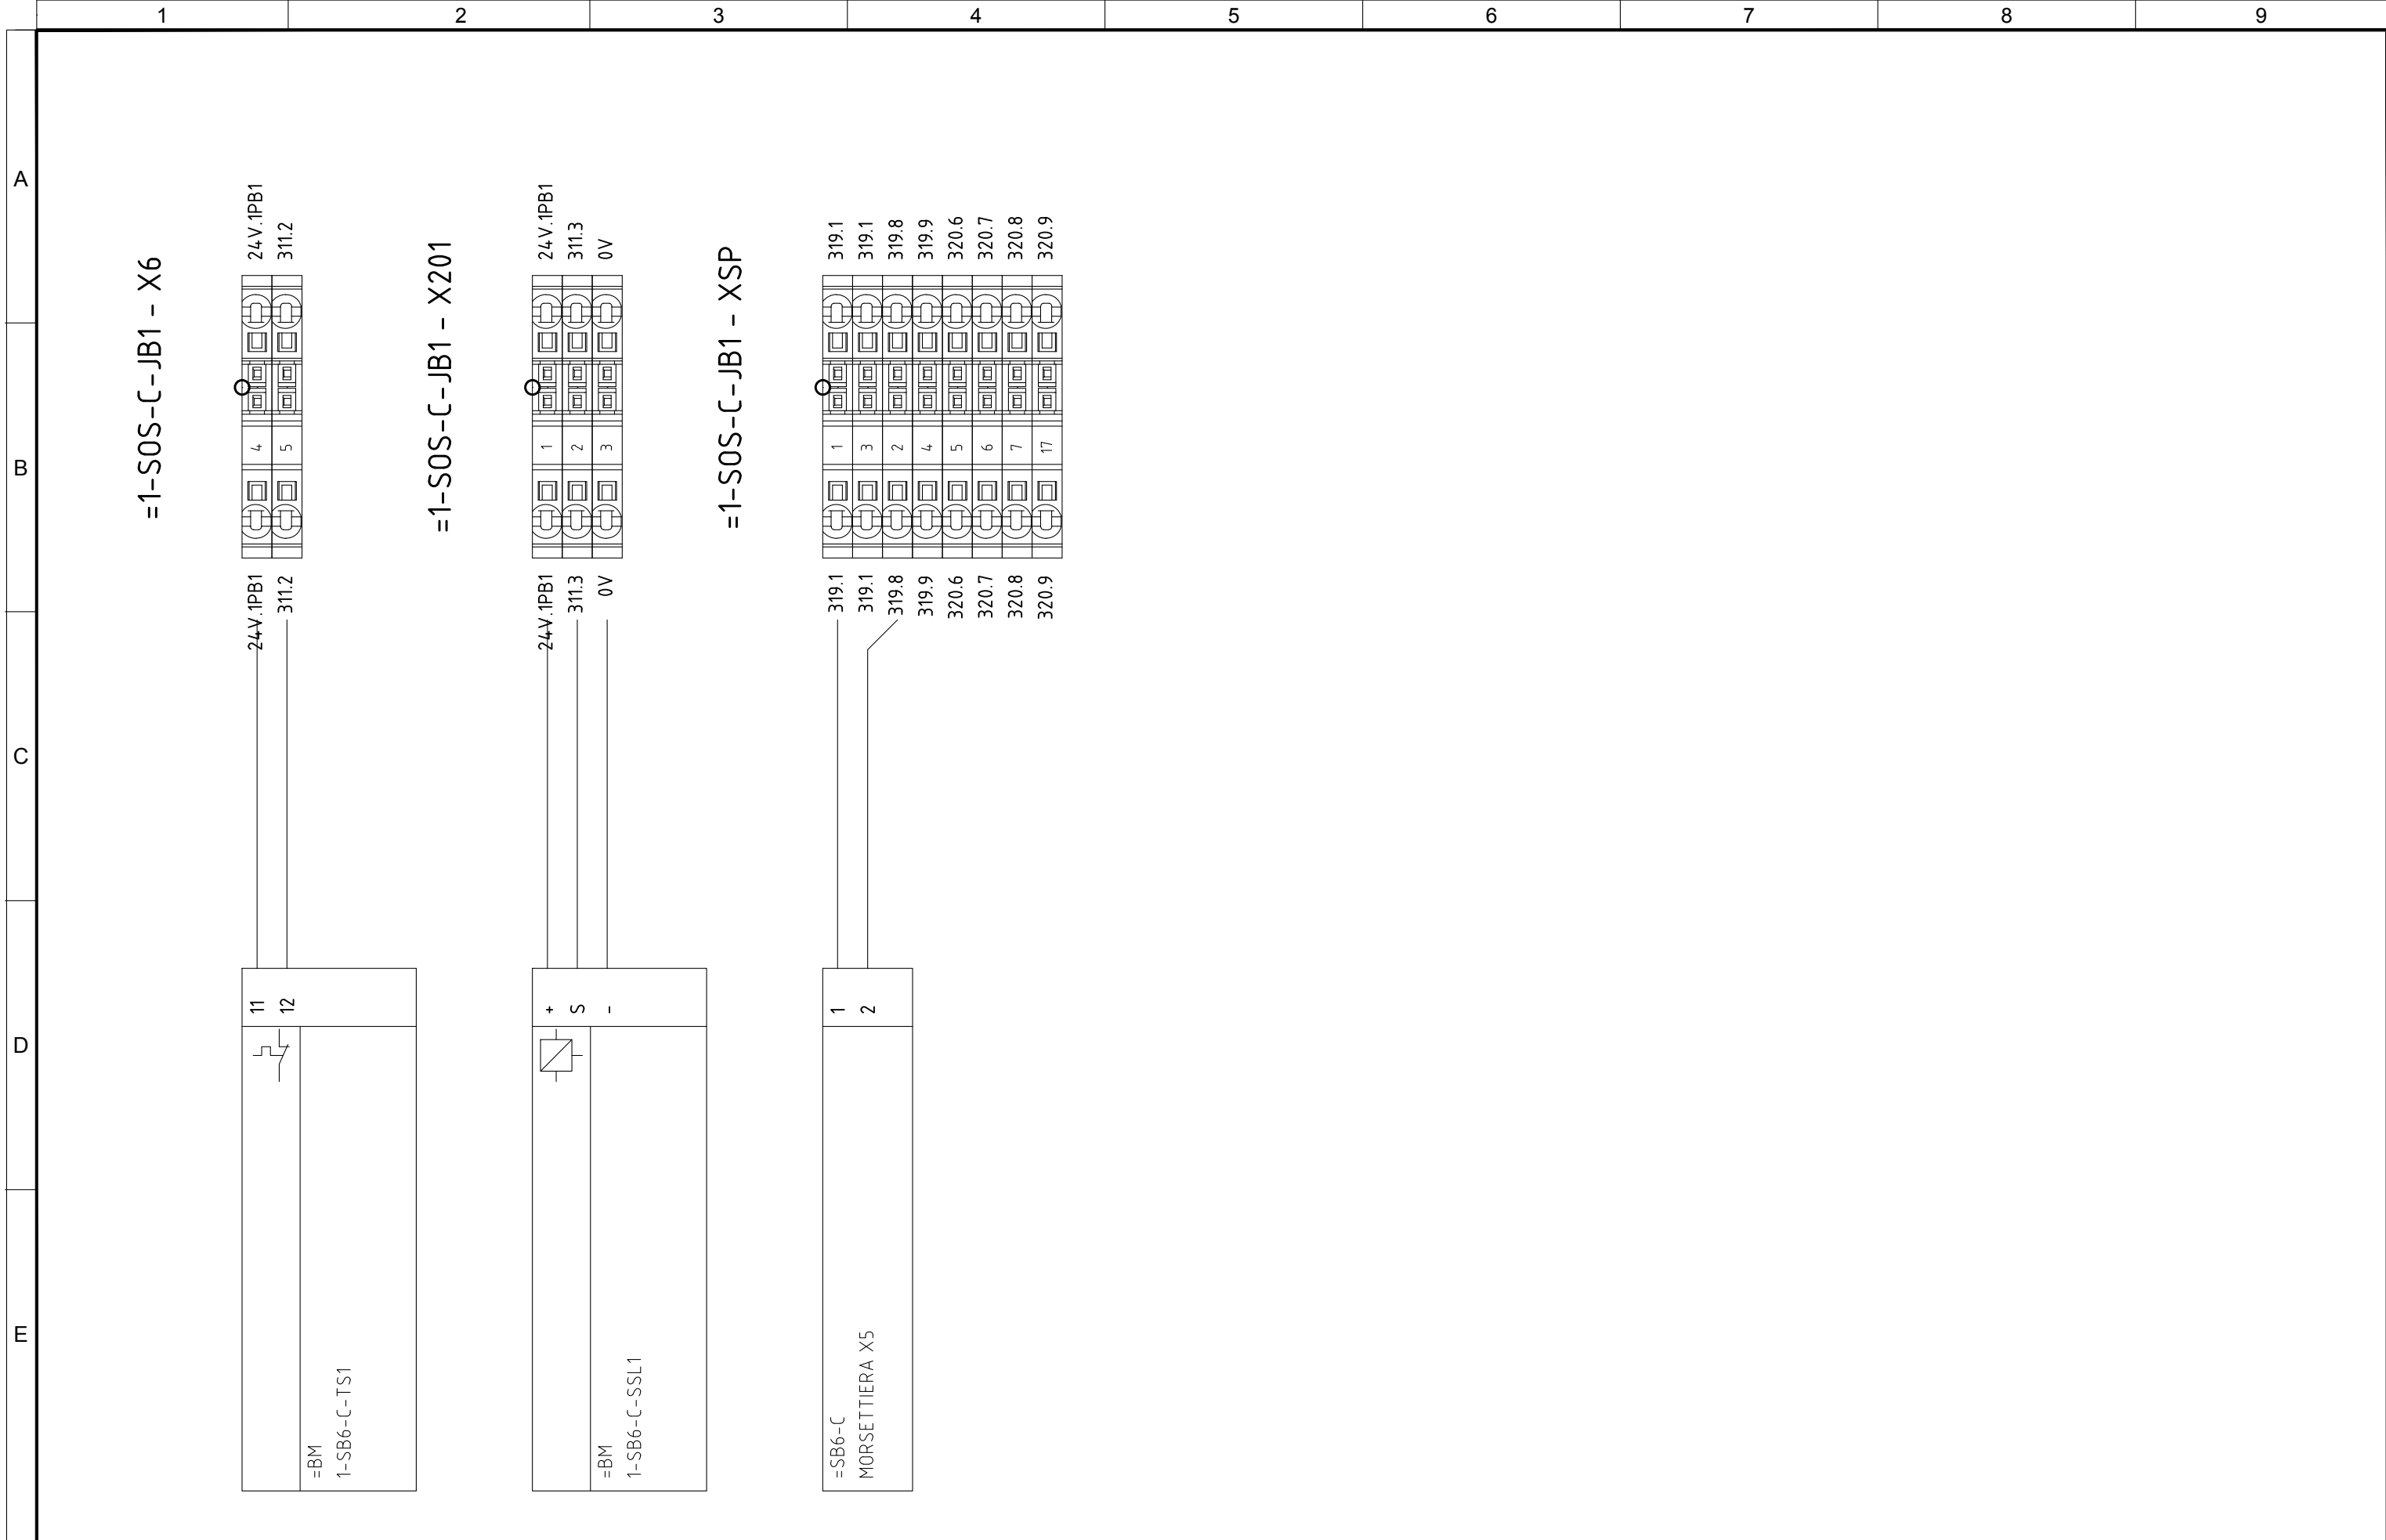 1 2 3 4 5 6 7 8 9
A
B
C
D
E
=1-SOS-C-JB1 - X6
24V.1PB1
311.2
4
5
24V.1PB1
311.2
11
12
=BM
1-SB6-C-TS1
=1-SOS-C-JB1 - X201
24V.1PB1
311.3
0V
1
2
3
24V.1PB1
311.3
0V
+
S
-
=BM
1-SB6-C-SSL1
=1-SOS-C-JB1 - XSP
319.1
319.1
319.8
319.9
320.6
320.7
320.8
320.9
1
3
2
4
5
6
7
17
319.1
319.1
319.8
319.9
320.6
320.7
320.8
320.9
1
2
=SB6-C
MORSETTIERA X5